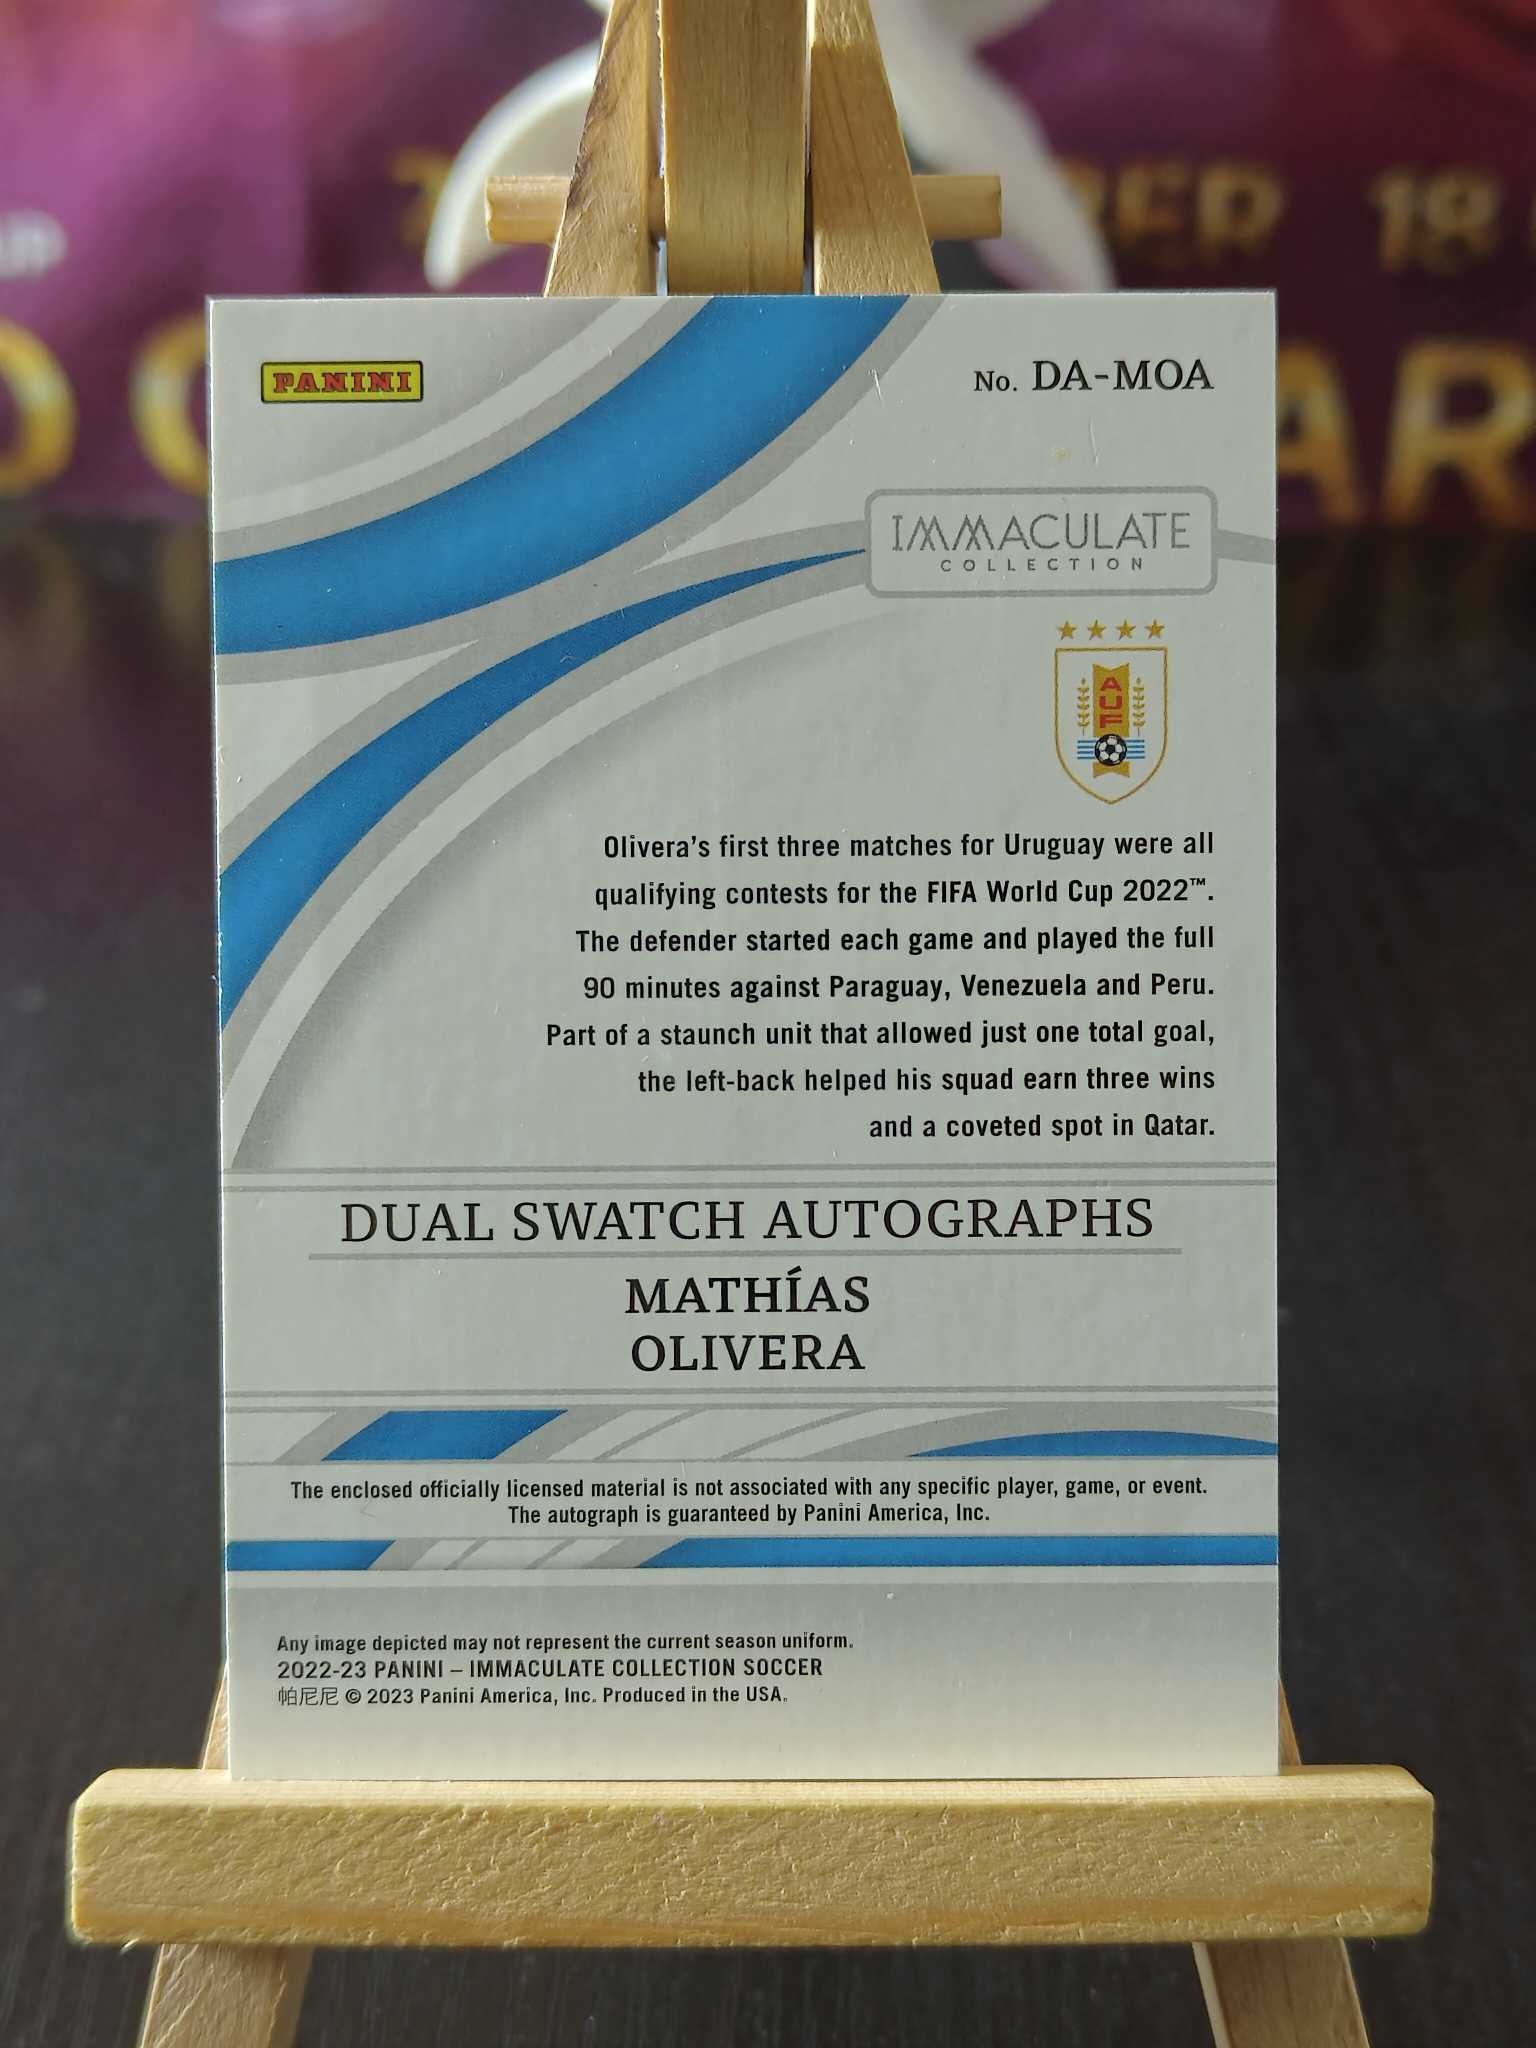 18
PANINI
No. DA-MOA
IMMACULATE
COLLECTION
AUF
Olivera's first three matches for Uruguay were all
qualifying contests for the FIFA World Cup 2022™.
The defender started each game and played the full
90 minutes against Paraguay, Venezuela and Peru.
Part of a staunch unit that allowed just one total goal,
the left-back helped his squad earn three wins
and a coveted spot in Qatar.
DUAL SWATCH AUTOGRAPHS
MATHÍAS
OLIVERA
The enclosed officially licensed material is not associated with any specific player, game, or event.
The autograph is guaranteed by Panini America, Inc.
Any image depicted may not represent the current season uniform.
2022-23 PANINI – IMMACULATE COLLECTION SOCCER
帕尼尼 © 2023 Panini America, Inc. Produced in the USA.